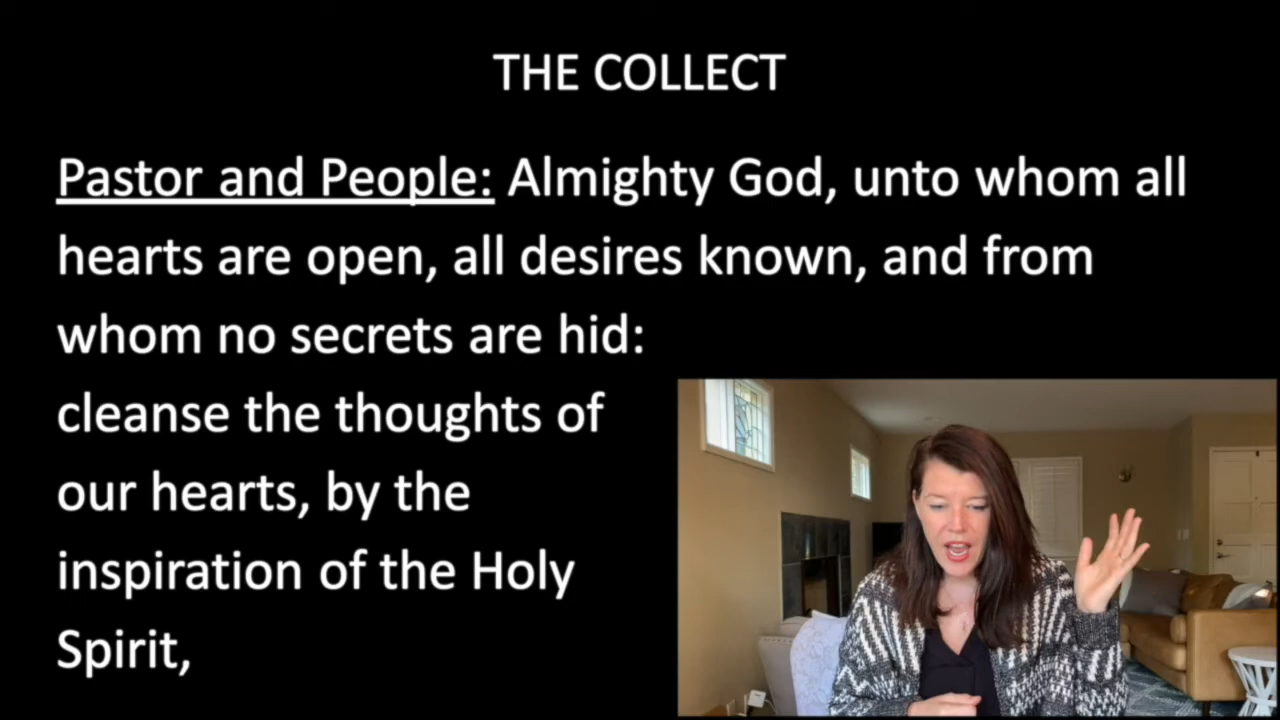 THE COLLECT
Pastor and People: Almighty God, unto whom all
hearts are open, all desires known, and from
whom no secrets are hid:
cleanse the thoughts of
our hearts, by the
inspiration of the Holy
Spirit,